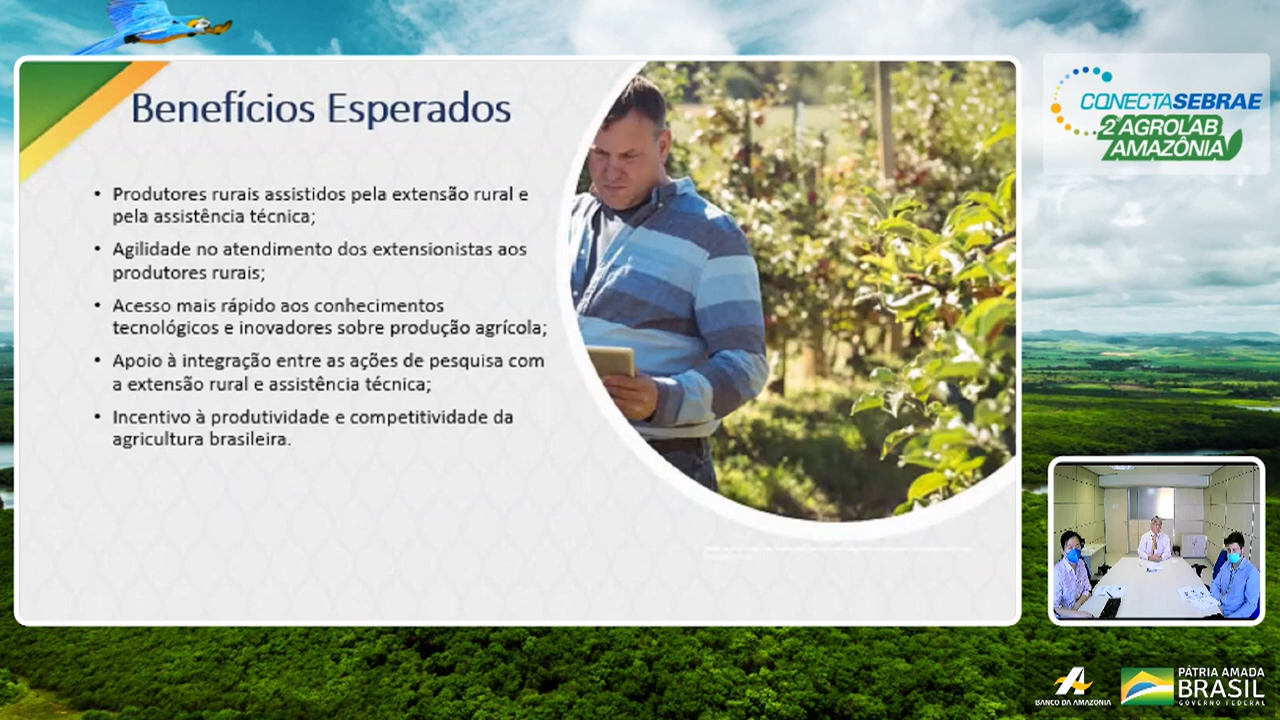 Benefícios Esperados
• Produtores rurais assistidos pela extensão rural e
pela assistência técnica;
• Agilidade no atendimento dos extensionistas aos
produtores rurais;
• Acesso mais rápido aos conhecimentos
tecnológicos e inovadores sobre produção agrícola;
• Apoio à integração entre as ações de pesquisa com
a extensão rural e assistência técnica;
• Incentivo à produtividade e competitividade da
agricultura brasileira.
CONECTASEBRAE
2º AGROLAB
AMAZÔNIA
BANCO DA AMAZÔNIA
PÁTRIA AMADA
BRASIL
GOVERNO FEDERAL